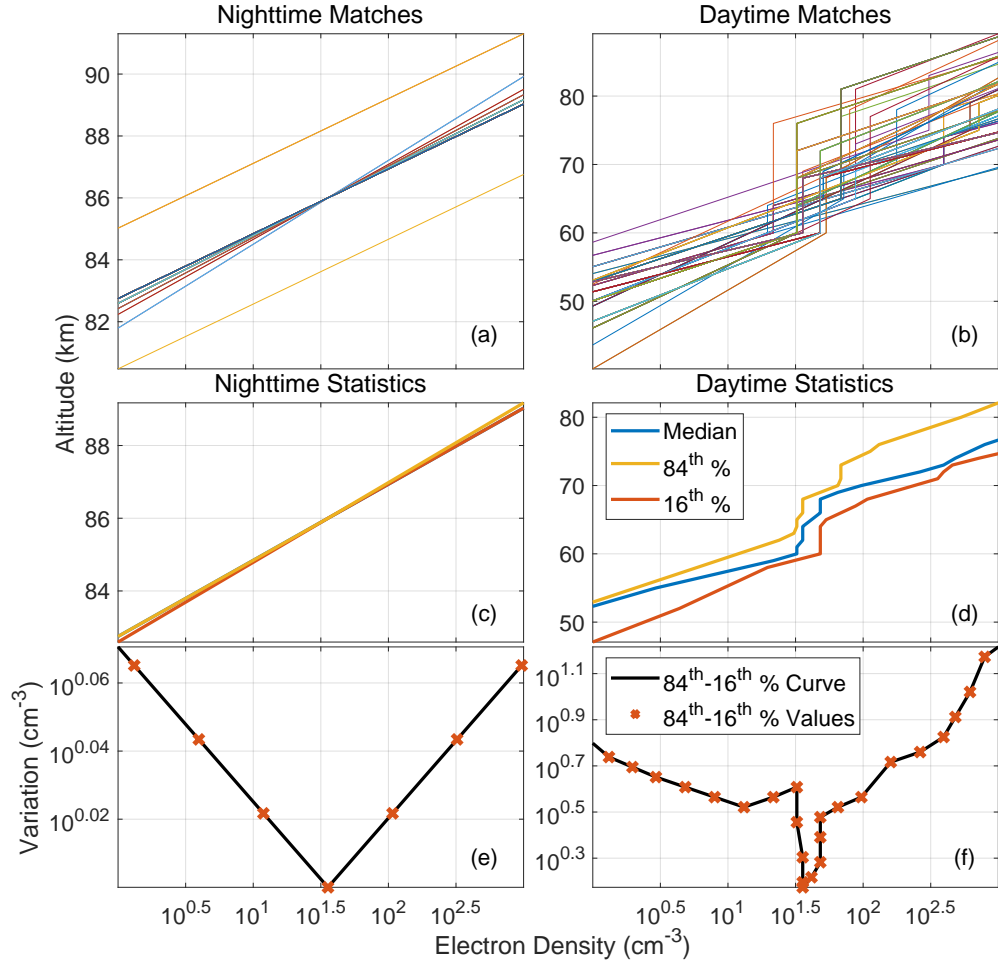 Nighttime Matches
Daytime Matches
90
88
86
84
82
(a)
80
70
60
50
(b)
Altitude (km)
Nighttime Statistics
Daytime Statistics
88
86
84
(c)
80
70
60
50
Median
84th %
16th %
(d)
Variation (cm-3)
10^0.06
10^0.04
10^0.02
(e)
10^1.1
10^0.9
10^0.7
10^0.5
10^0.3
84th-16th % Curve
84th-16th % Values
(f)
10^0.5 10^1 10^1.5 10^2 10^2.5
10^0.5 10^1 10^1.5 10^2 10^2.5
Electron Density (cm-3)